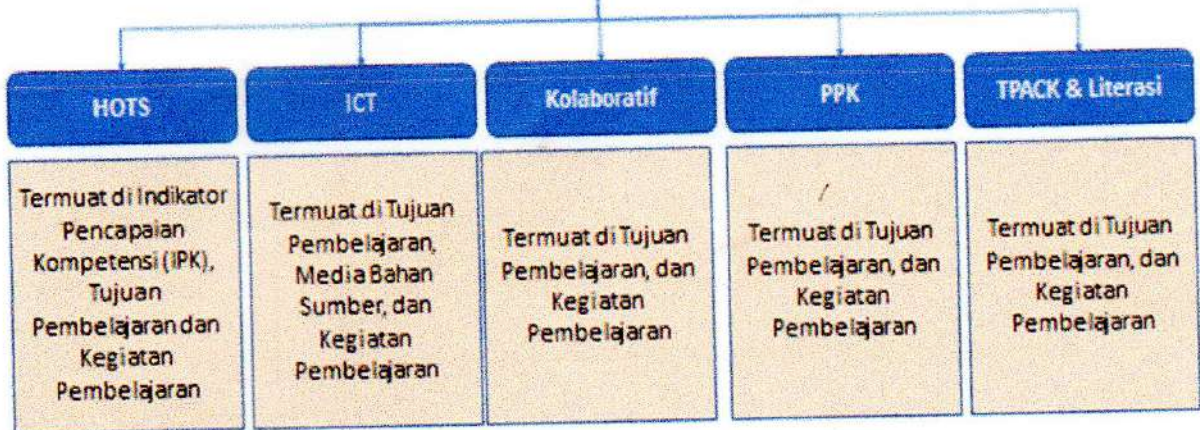 HOTS
Termuat di Indikator
Pencapaian
Kompetensi (IPK),
Tujuan
Pembelajaran dan
Kegiatan
Pembelajaran
ICT
Termuat di Tujuan
Pembelajaran,
Media Bahan
Sumber, dan
Kegiatan
Pembelajaran
Kolaboratif
Termuat di Tujuan
Pembelajaran, dan
Kegiatan
Pembelajaran
PPK
Termuat di Tujuan
Pembelajaran, dan
Kegiatan
Pembelajaran
TPACK & Literasi
Termuat di Tujuan
Pembelajaran, dan
Kegiatan
Pembelajaran